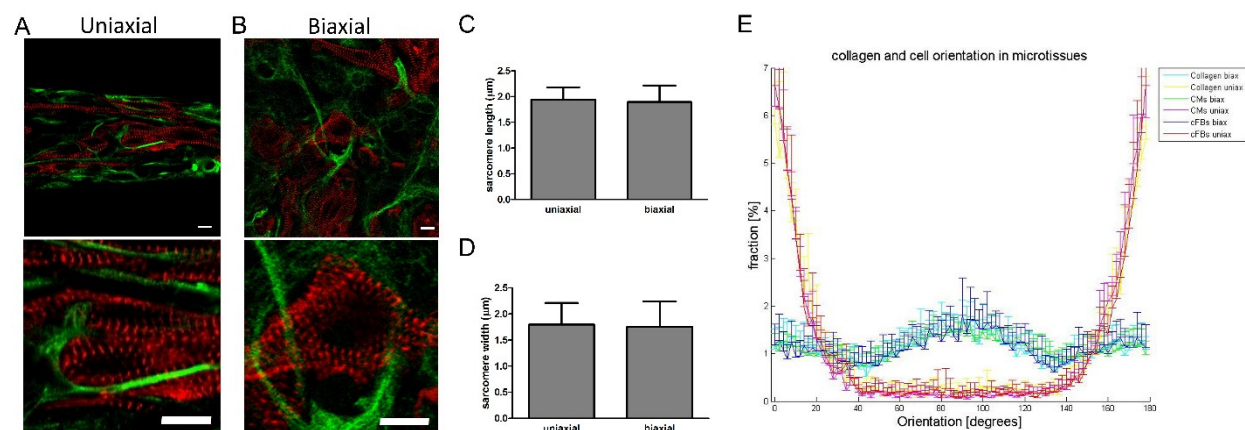 A
Uniaxial
B
Biaxial
C
sarcomere length (µm)
2.5
2.0
1.5
1.0
0.5
0.0
uniaxial
biaxial
D
sarcomere width (µm)
2.5
2.0
1.5
1.0
0.5
0.0
uniaxial
biaxial
E
collagen and cell orientation in microtissues
fraction [%]
7
6
5
4
3
2
1
0
0
20
40
60
80
100
120
140
160
180
Orientation [degrees]
Collagen biax
Collagen uniax
CMs biax
CMs uniax
cFBs biax
cFBs uniax